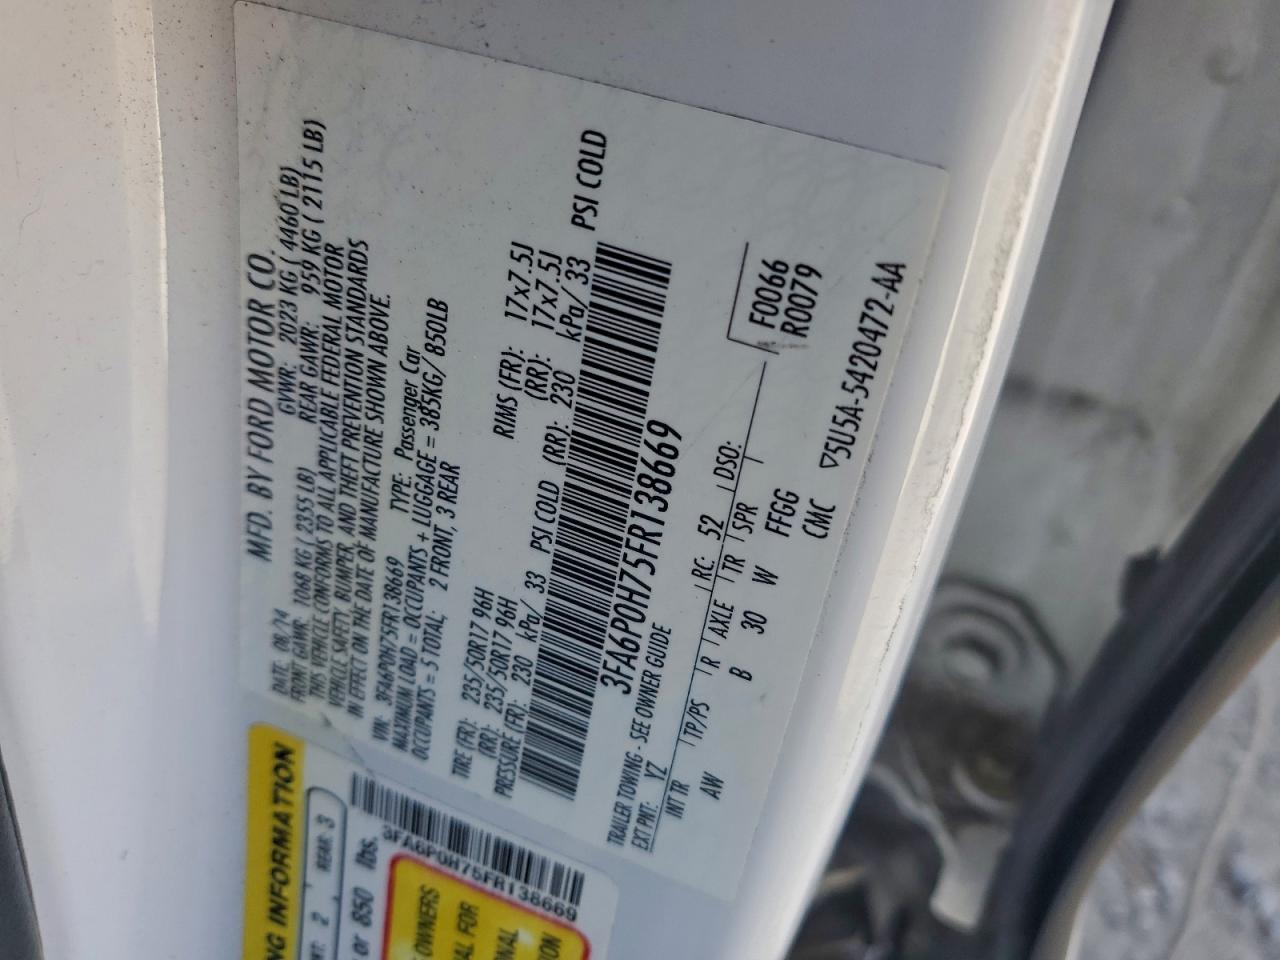 MFD. BY FORD MOTOR CO.
DATE: 08/14 GVWR: 2023 KG ( 4460 LB)
FRONT GAWR: 1068 KG ( 2355 LB) REAR GAWR: 959 KG ( 2115 LB)
THIS VEHICLE CONFORMS TO ALL APPLICABLE FEDERAL MOTOR
VEHICLE SAFETY, BUMPER, AND THEFT PREVENTION STANDARDS
IN EFFECT ON THE DATE OF MANUFACTURE SHOWN ABOVE.
VIN: 3FA6P0H75FR138669 TYPE: Passenger Car
MAXIMUM LOAD = OCCUPANTS + LUGGAGE = 385KG/ 850LB
OCCUPANTS = 5 TOTAL: 2 FRONT, 3 REAR
TIRE (FR): 235/50R17 96H RIMS (FR): 17x7.5J
(RR): 235/50R17 96H (RR): 17x7.5J
PRESSURE (FR): 230 kPa/ 33 PSI COLD (RR): 230 kPa/ 33 PSI COLD
3FA6P0H75FR138669
TRAILER TOWING - SEE OWNER GUIDE
F0066
R0079
EXT PNT: YZ RC: 52 DSO:
INT TR TP/PS R AXLE TR SPR
AW B 30 W FFGG
CMC ▽5U5A-5420472-AA
NG INFORMATION
2 REAR: 3
or 850 lbs.
3FA6P0H75FR138669
OWNERS
FOR